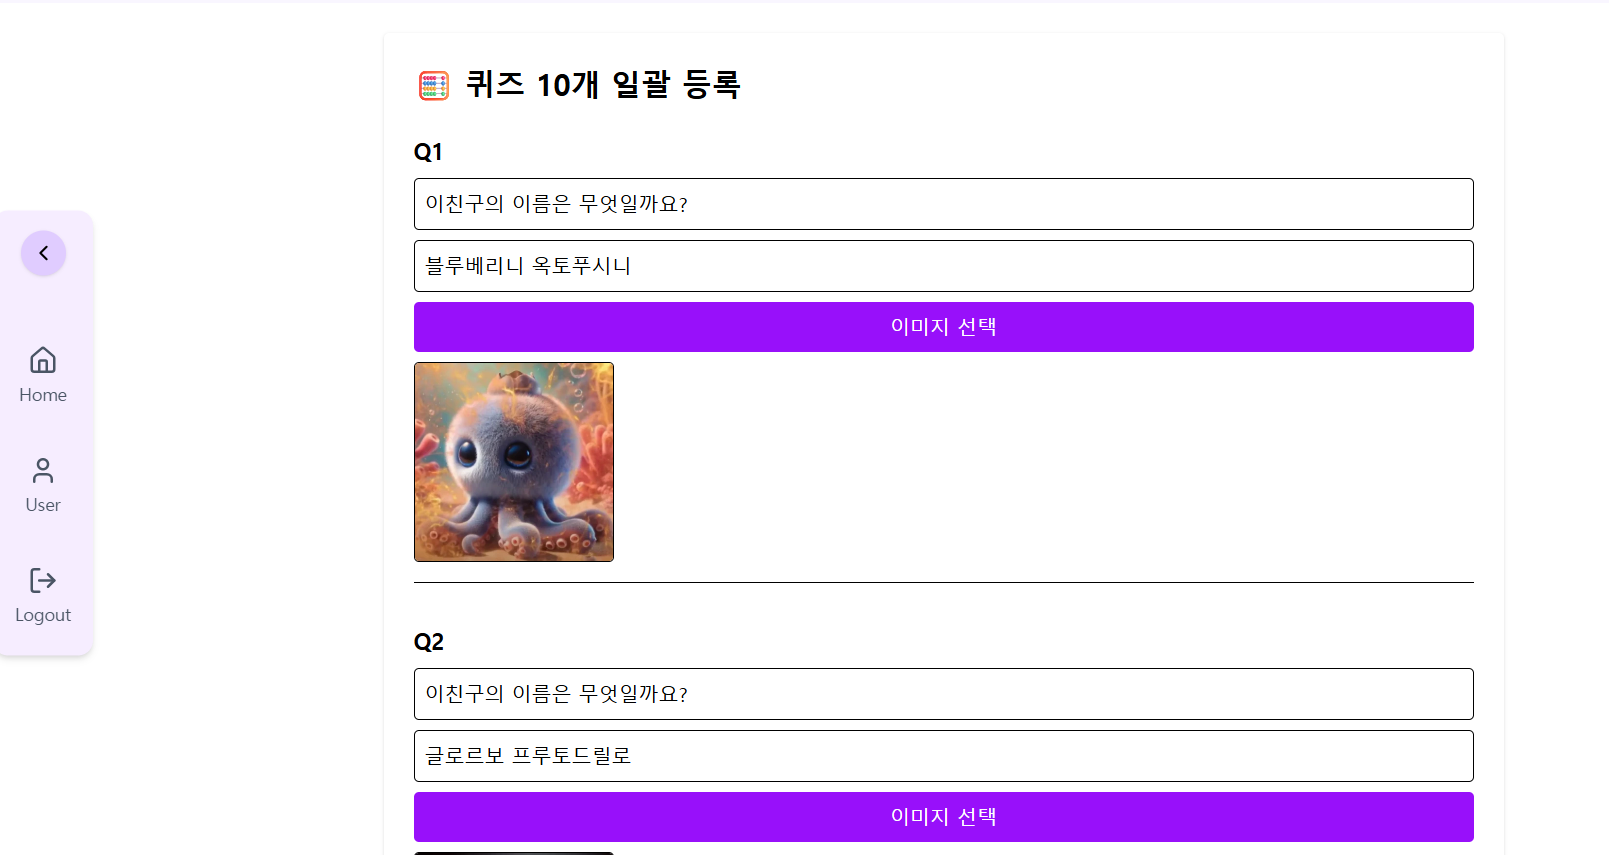 퀴즈 10개 일괄 등록
Q1
이친구의 이름은 무엇일까요?
블루베리니 옥토푸시니
이미지 선택
Q2
이친구의 이름은 무엇일까요?
글로르보 프루토드릴로
이미지 선택
Home
User
Logout